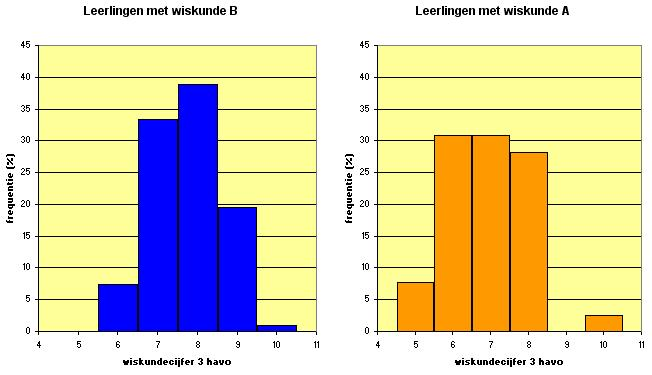 Leerlingen met wiskunde B
45
40
35
30
25
20
15
10
5
0
frequentie (%)
4 5 6 7 8 9 10 11
wiskundecijfer 3 havo
Leerlingen met wiskunde A
45
40
35
30
25
20
15
10
5
0
frequentie (%)
4 5 6 7 8 9 10 11
wiskundecijfer 3 havo